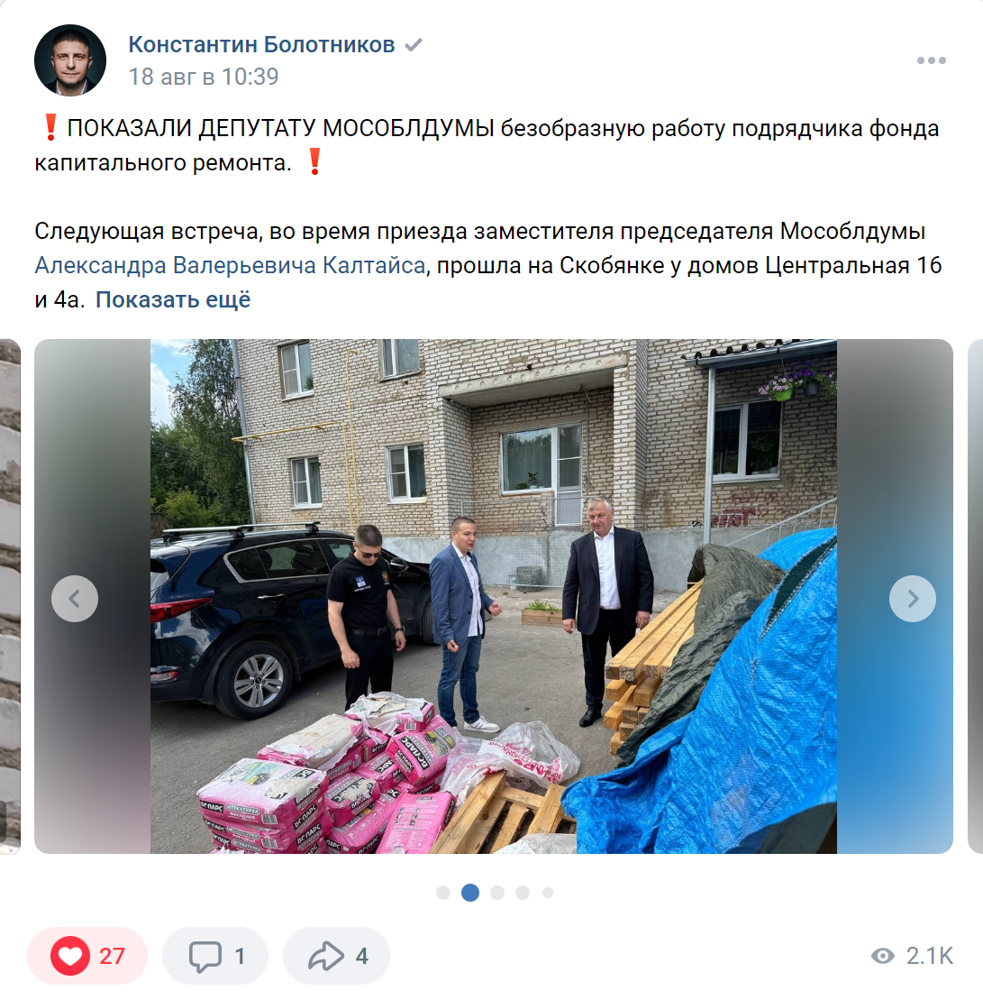 Константин Болотников
18 авг в 10:39
❗ПОКАЗАЛИ ДЕПУТАТУ МОСОБЛДУМЫ безобразную работу подрядчика фонда
капитального ремонта. ❗
Следующая встреча, во время приезда заместителя председателя Мособлдумы
Александра Валерьевича Калтайса, прошла на Скобянке у домов Центральная 16
и 4а. Показать ещё
ШТУКАТУРКА
ФАСАДНАЯ
27
1
4
2.1K